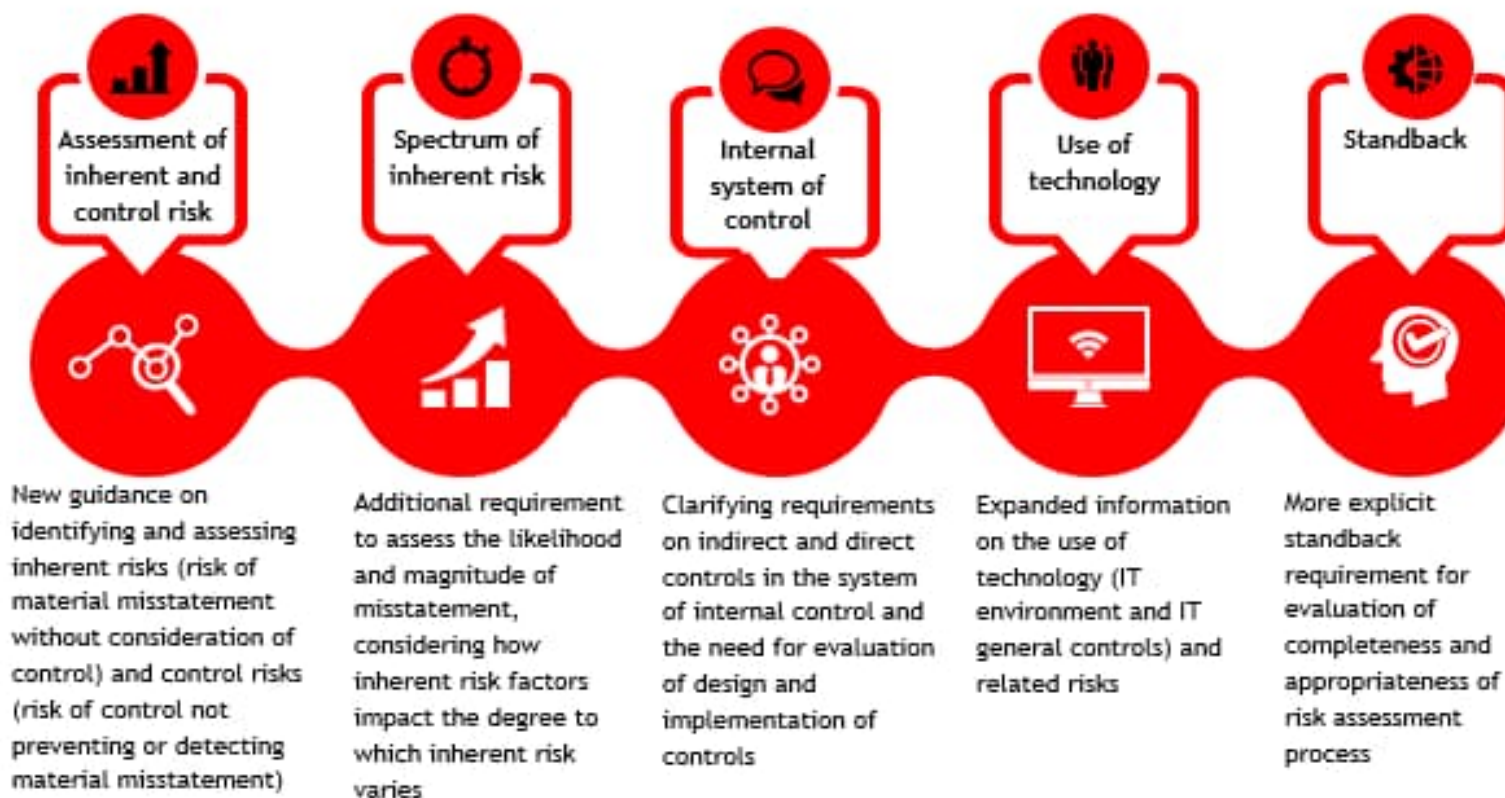 Assessment of
inherent and
control risk
Spectrum of
inherent risk
Internal
system of
control
Use of
technology
Standback
New guidance on
identifying and assessing
inherent risks (risk of
material misstatement
without consideration of
control) and control risks
(risk of control not
preventing or detecting
material misstatement)
Additional requirement
to assess the likelihood
and magnitude of
misstatement,
considering how
inherent risk factors
impact the degree to
which inherent risk
varies
Clarifying requirements
on indirect and direct
controls in the system
of internal control and
the need for evaluation
of design and
implementation of
controls
Expanded information
on the use of
technology (IT
environment and IT
general controls) and
related risks
More explicit
standback
requirement for
evaluation of
completeness and
appropriateness of
risk assessment
process